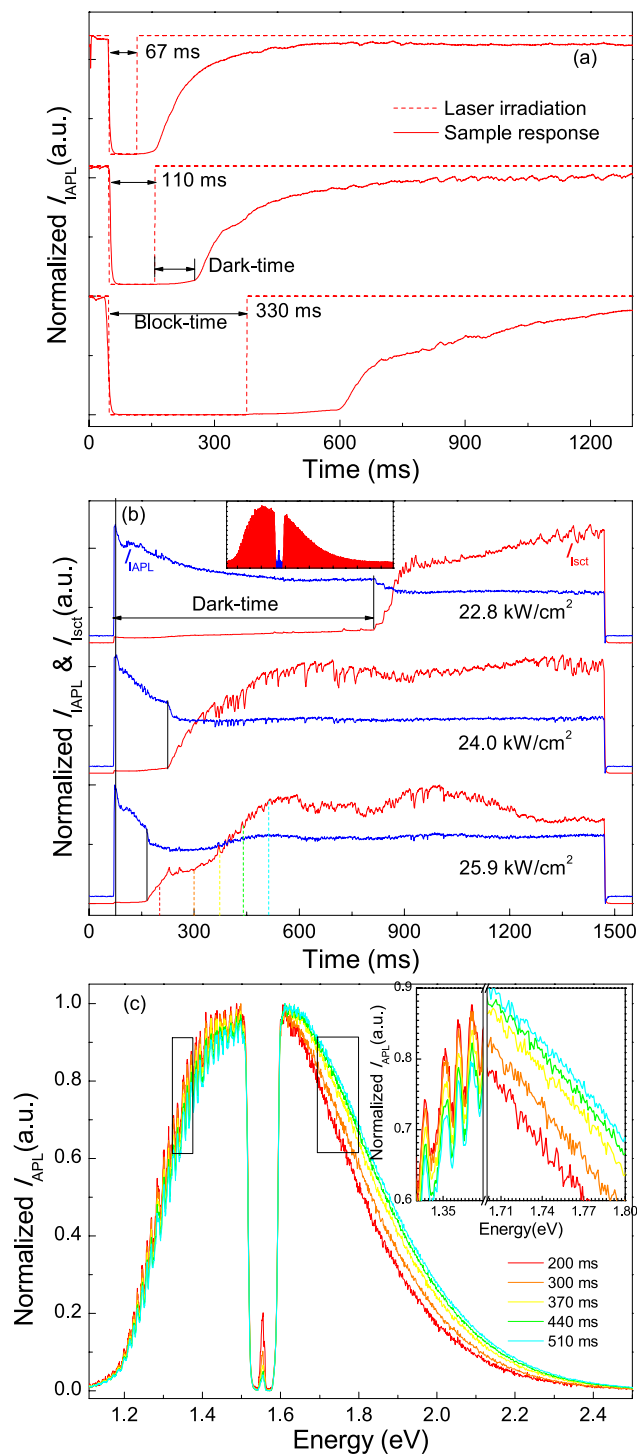 (a)
67 ms
Laser irradiation
Sample response
110 ms
Dark-time
330 ms
Block-time
Normalized I_IAPL(a.u.)
0 300 600 900 1200
Time (ms)
(b)
I_IAPL
I_Isct
Dark-time
22.8 kW/cm²
24.0 kW/cm²
25.9 kW/cm²
Normalized I_IAPL & I_Isct(a.u.)
0 300 600 900 1200 1500
Time (ms)
(c)
1.0
0.8
0.6
0.4
0.2
0.0
Normalized I_APL(a.u.)
1.2 1.4 1.6 1.8 2.0 2.2 2.4
Energy (eV)
0.9
0.8
0.7
0.6
Normalized I_APL(a.u.)
1.35 1.71 1.74 1.77 1.80
Energy(eV)
200 ms
300 ms
370 ms
440 ms
510 ms